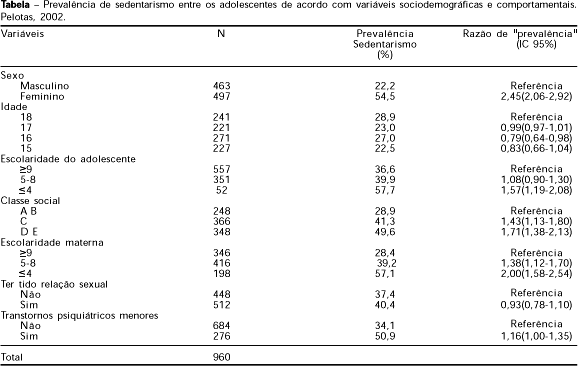 Tabela – Prevalência de sedentarismo entre os adolescentes de acordo com variáveis sociodemográficas e comportamentais.
Pelotas, 2002.
Variáveis N Prevalência Razão de "prevalência"
Sedentarismo (IC 95%)
(%)
Sexo
Masculino 463 22,2 Referência
Feminino 497 54,5 2,45(2,06-2,92)
Idade
18 241 28,9 Referência
17 221 23,0 0,99(0,97-1,01)
16 271 27,0 0,79(0,64-0,98)
15 227 22,5 0,83(0,66-1,04)
Escolaridade do adolescente
≥9 557 36,6 Referência
5-8 351 39,9 1,08(0,90-1,30)
≤4 52 57,7 1,57(1,19-2,08)
Classe social
A B 248 28,9 Referência
C 366 41,3 1,43(1,13-1,80)
D E 348 49,6 1,71(1,38-2,13)
Escolaridade materna
≥9 346 28,4 Referência
5-8 416 39,2 1,38(1,12-1,70)
≤4 198 57,1 2,00(1,58-2,54)
Ter tido relação sexual
Não 448 37,4 Referência
Sim 512 40,4 0,93(0,78-1,10)
Transtornos psiquiátricos menores
Não 684 34,1 Referência
Sim 276 50,9 1,16(1,00-1,35)
Total 960